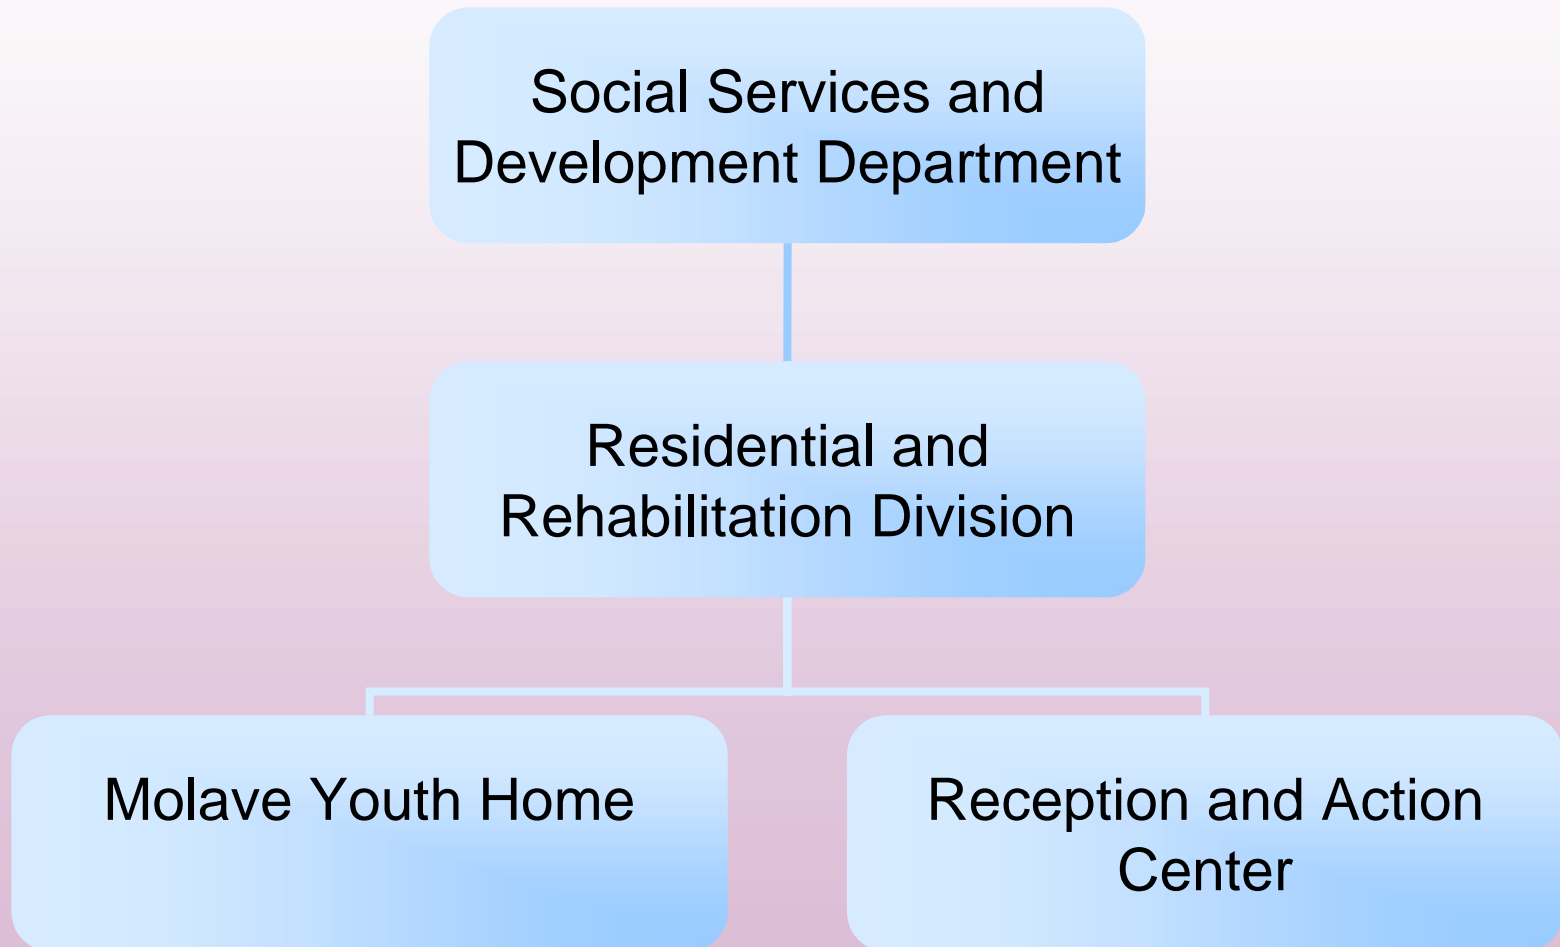 Social Services and
Development Department
Residential and
Rehabilitation Division
Molave Youth Home
Reception and Action
Center